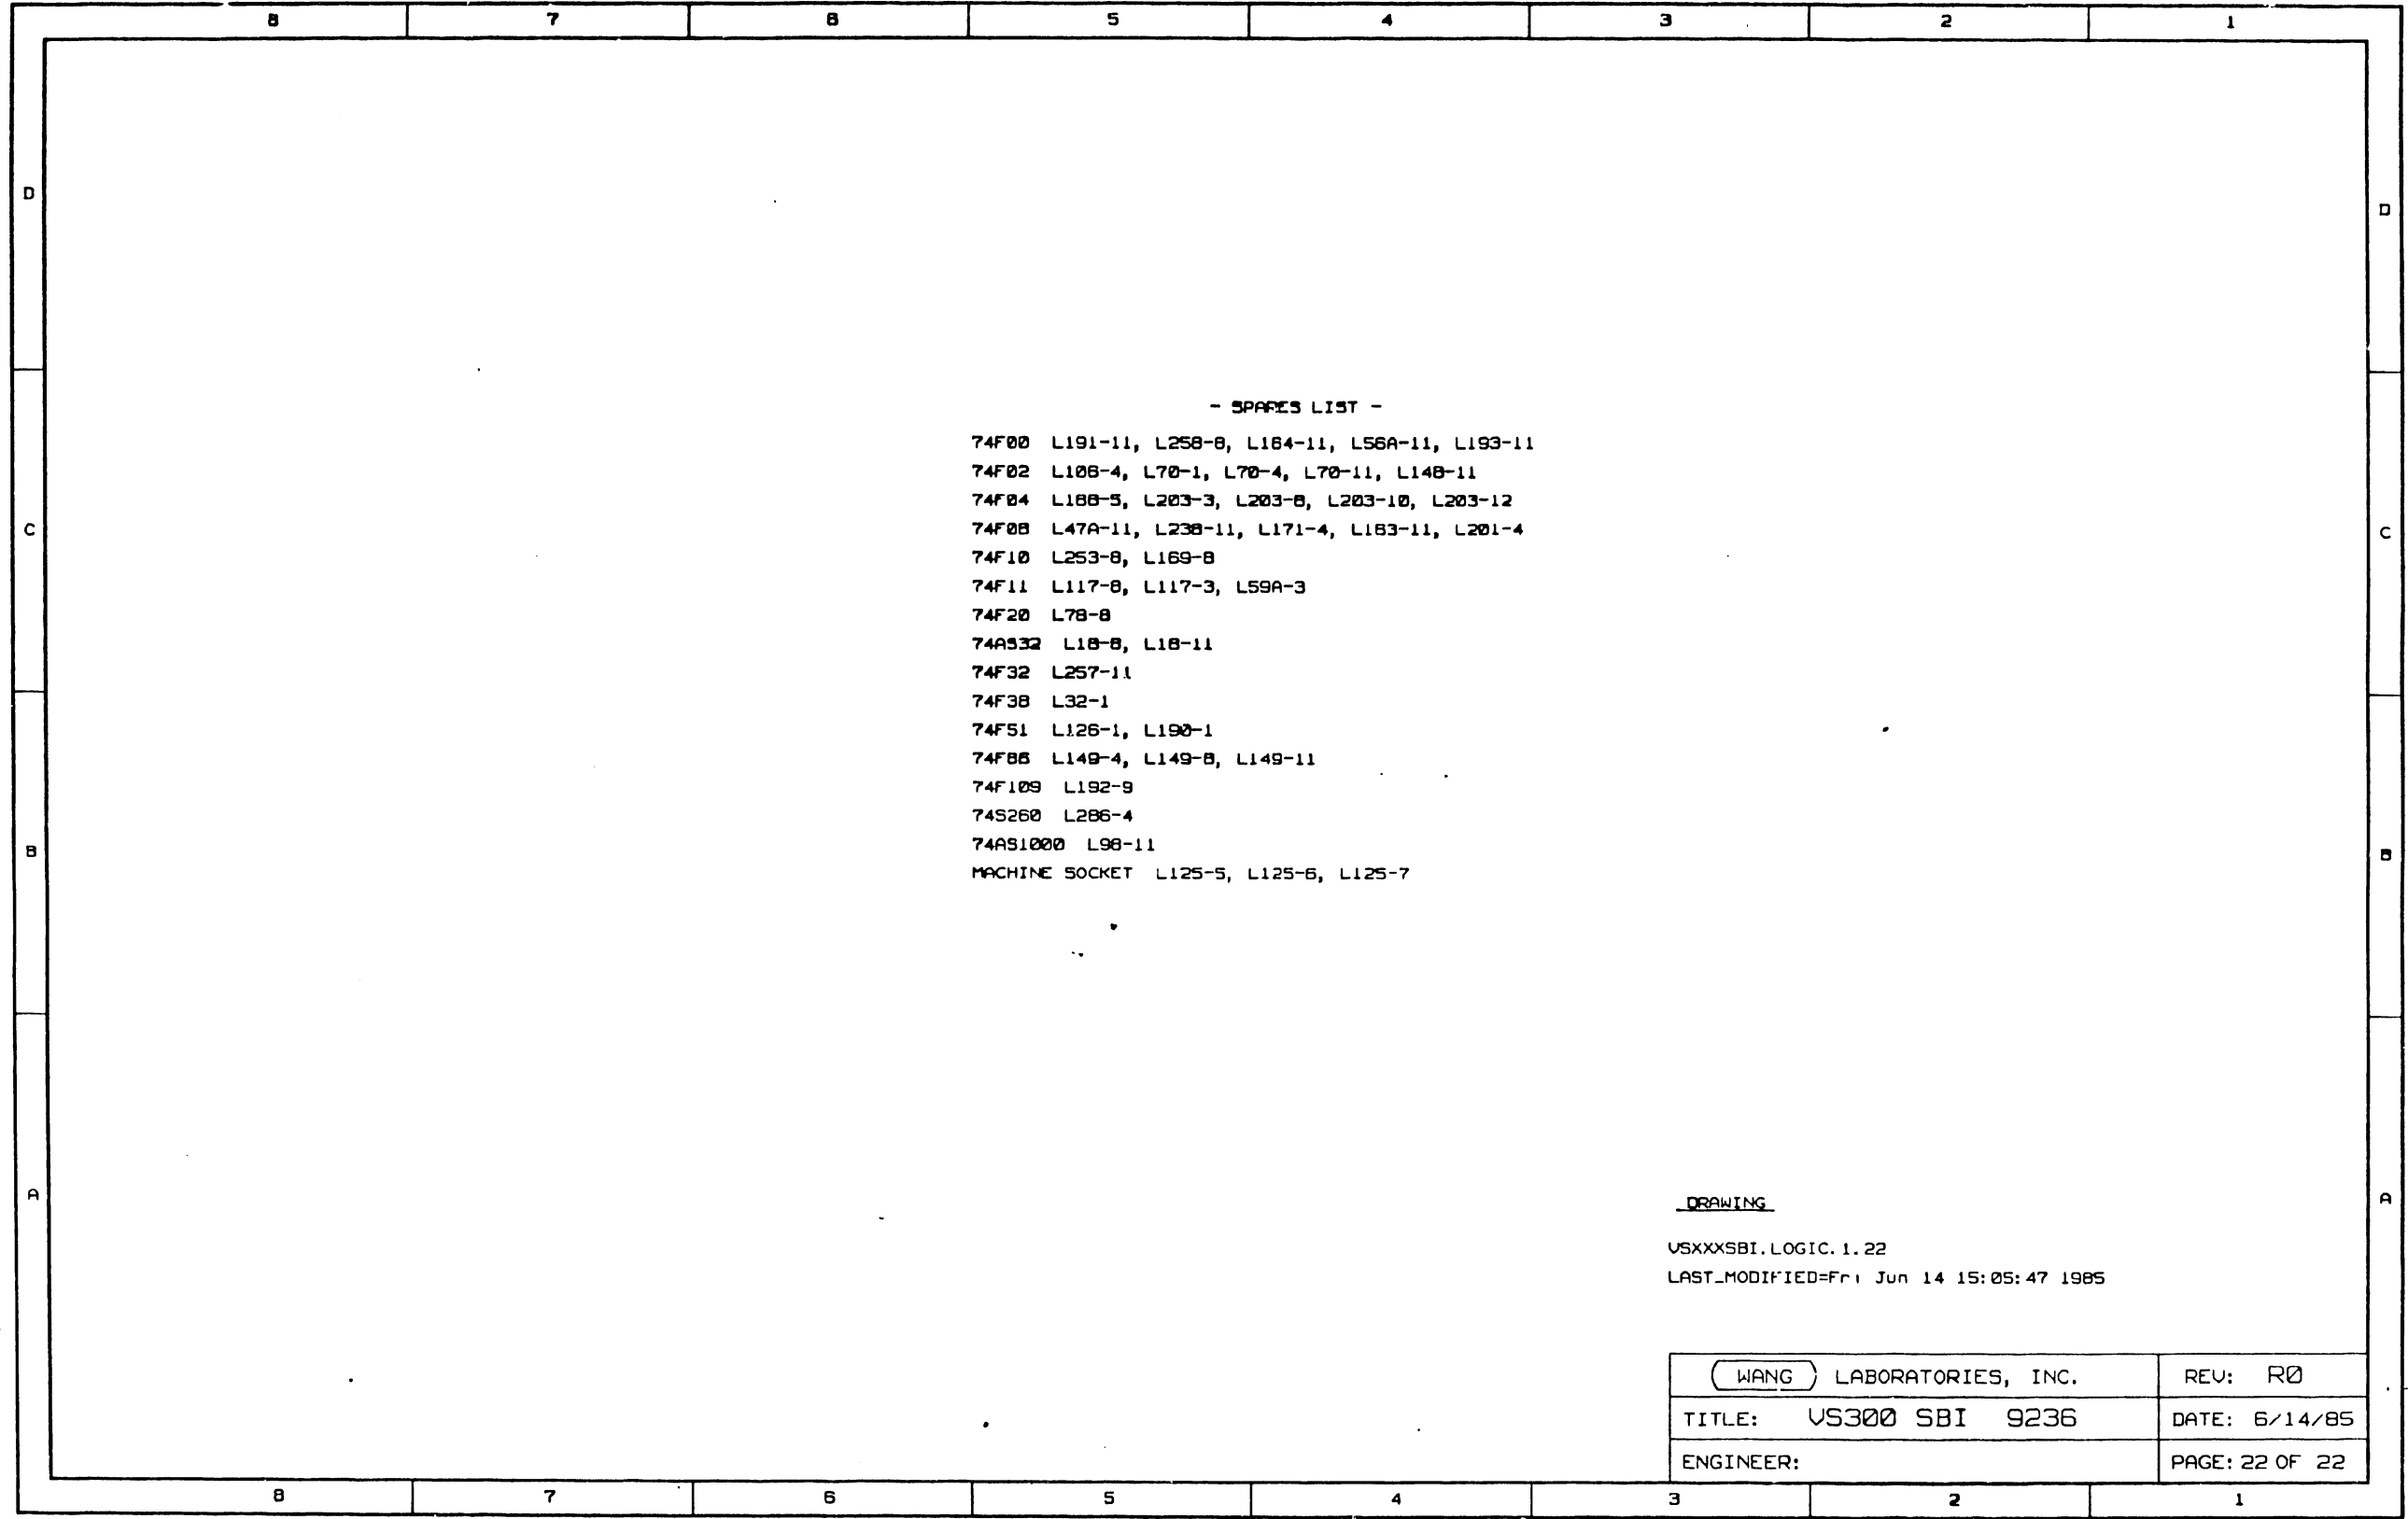 8 7 6 5 4 3 2 1
D D
- SPARES LIST -
74F00 L191-11, L258-8, L164-11, L56A-11, L193-11
74F02 L106-4, L70-1, L70-4, L70-11, L148-11
74F04 L188-5, L203-3, L203-8, L203-10, L203-12
74F08 L47A-11, L238-11, L171-4, L183-11, L201-4
C C
74F10 L253-8, L169-8
74F11 L117-8, L117-3, L59A-3
74F20 L78-8
74AS32 L18-8, L18-11
74F32 L257-11
74F38 L32-1
74F51 L126-1, L190-1
74F86 L149-4, L149-8, L149-11
74F109 L192-9
74S260 L286-4
74AS1000 L98-11
B B
MACHINE SOCKET L125-5, L125-6, L125-7
A A
DRAWING
VSXXXSBI.LOGIC.1.22
LAST_MODIFIED=Fri Jun 14 15:05:47 1985
WANG LABORATORIES, INC. REV: R0
TITLE: VS300 SBI 9236 DATE: 6/14/85
ENGINEER: PAGE: 22 OF 22
8 7 6 5 4 3 2 1